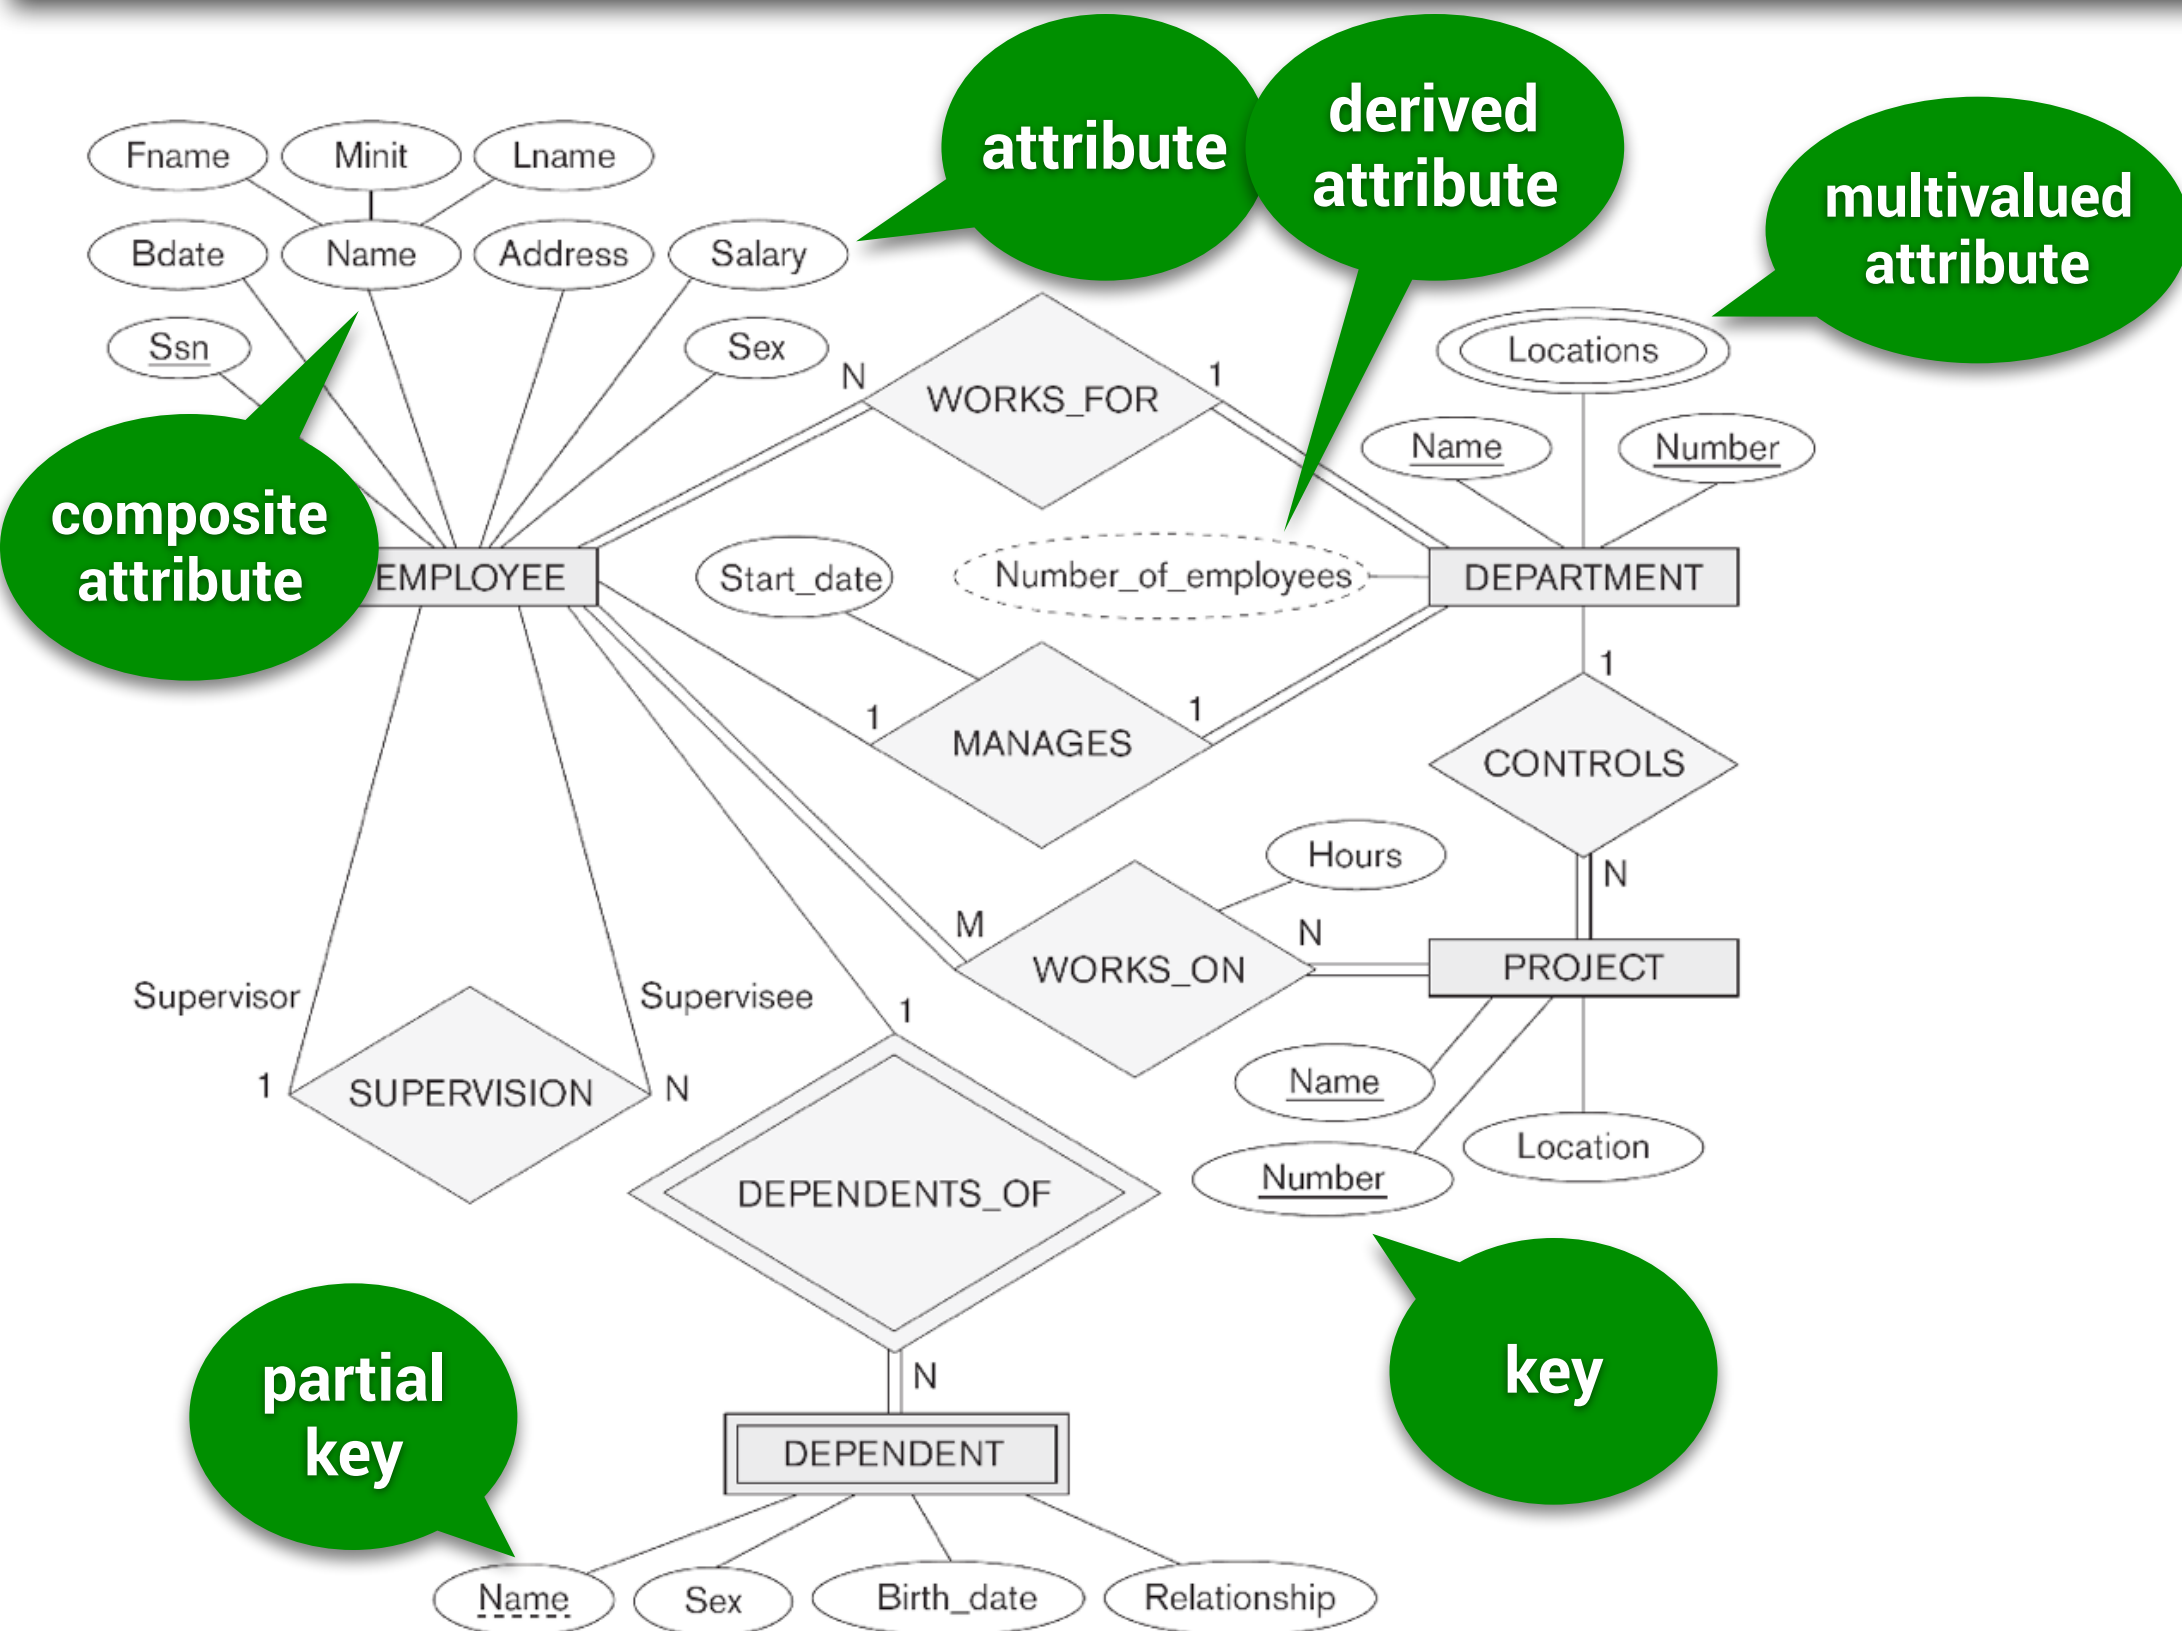 attribute
derived
attribute
multivalued
attribute
Fname
Minit
Lname
Bdate
Name
Address
Salary
Ssn
Sex
N
WORKS_FOR
1
Locations
Name
Number
composite
attribute
EMPLOYEE
Start_date
Number_of_employees
DEPARTMENT
1
MANAGES
1
1
CONTROLS
N
Hours
M
WORKS_ON
N
PROJECT
Supervisor
Supervisee
1
SUPERVISION
N
1
DEPENDENTS_OF
Name
Number
Location
key
partial
key
N
DEPENDENT
Name
Sex
Birth_date
Relationship